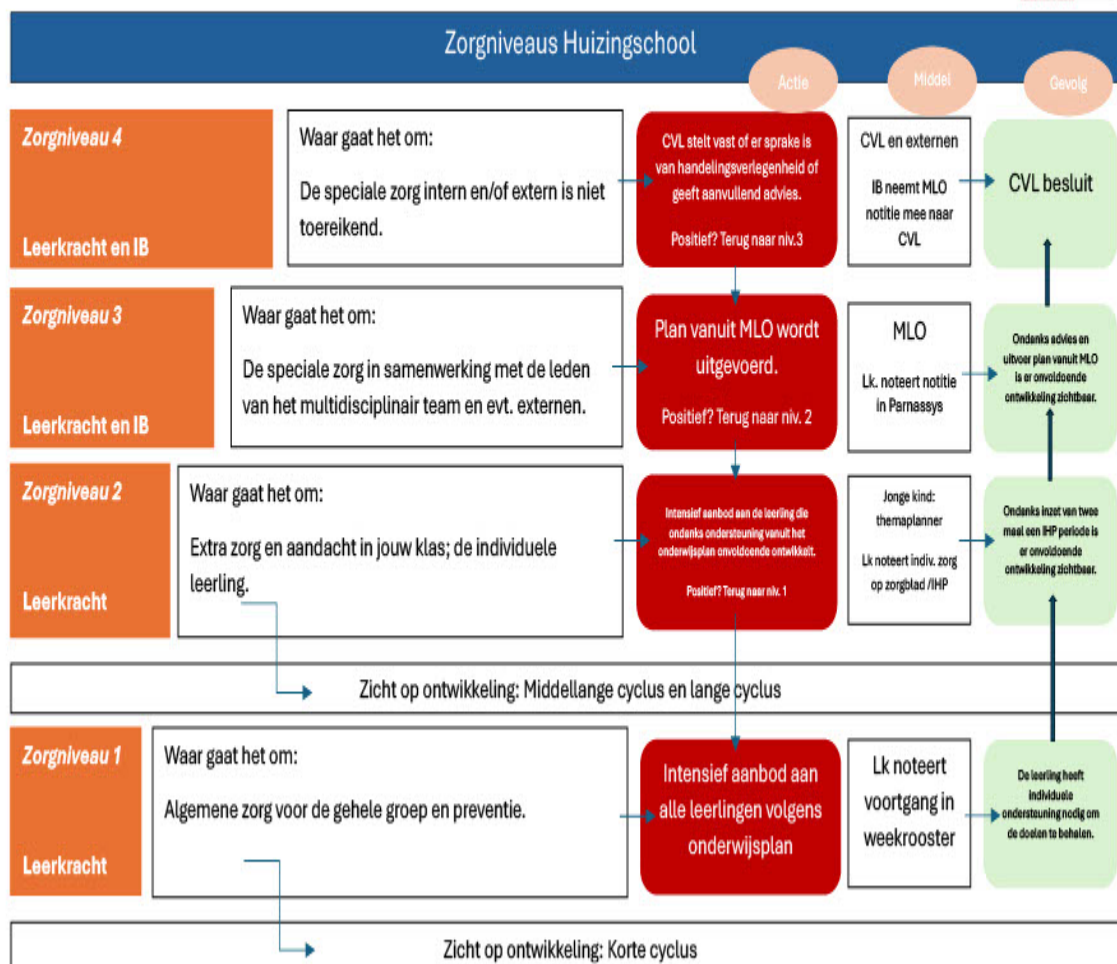 Zorgniveaus Huizingschool
Actie
Middel
Gevolg
Zorgniveau 4
Leerkracht en IB
Waar gaat het om:
De speciale zorg intern en/of extern is niet
toereikend.
CVL stelt vast of er sprake is
van handelingsverlegenheid of
geeft aanvullend advies.
Positief? Terug naar niv.3
CVL en externen
IB neemt MLO
notitie mee naar
CVL
CVL besluit
Zorgniveau 3
Leerkracht en IB
Waar gaat het om:
De speciale zorg in samenwerking met de leden
van het multidisciplinair team en evt. externen.
Plan vanuit MLO wordt
uitgevoerd.
Positief? Terug naar niv. 2
MLO
Lk. noteert notitie
in Parnassys
Ondanks advies en
uitvoer plan vanuit MLO
is er onvoldoende
ontwikkeling zichtbaar.
Zorgniveau 2
Leerkracht
Waar gaat het om:
Extra zorg en aandacht in jouw klas; de individuele
leerling.
Intensief aanbod aan de leerling die
ondanks ondersteuning vanuit het
onderwijsplan onvoldoende ontwikkelt.
Positief? Terug naar niv. 1
Jonge kind:
themaplanner
Lk noteert indiv. zorg
op zorgblad /IHP
Ondanks inzet van twee
maal een IHP periode is
er onvoldoende
ontwikkeling zichtbaar.
Zicht op ontwikkeling: Middellange cyclus en lange cyclus
Zorgniveau 1
Leerkracht
Waar gaat het om:
Algemene zorg voor de gehele groep en preventie.
Intensief aanbod aan
alle leerlingen volgens
onderwijsplan
Lk noteert
voortgang in
weekrooster
De leerling heeft
individuele
ondersteuning nodig om
de doelen te behalen.
Zicht op ontwikkeling: Korte cyclus